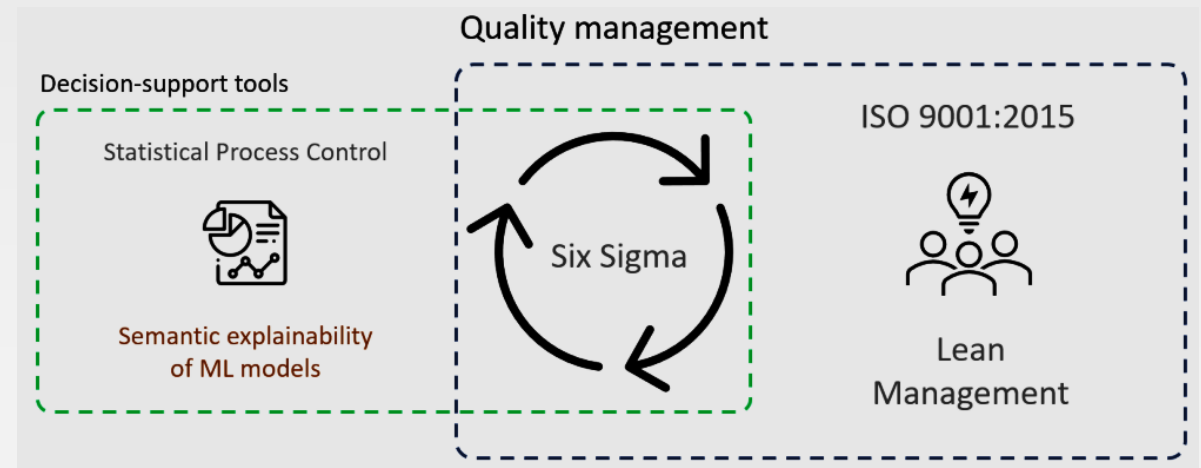 Quality management
Decision-support tools
Statistical Process Control
Semantic explainability
of ML models
Six Sigma
ISO 9001:2015
Lean
Management